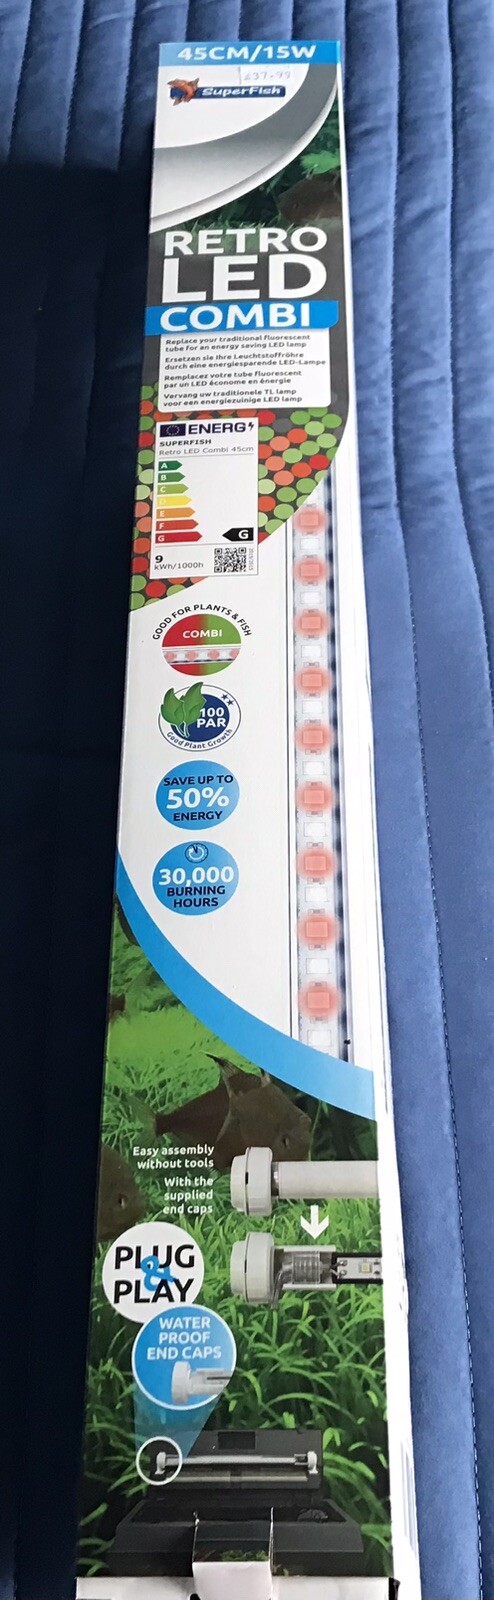 45CM/15W
£37.99
SuperFish
RETRO
LED
COMBI
Replace your traditional fluorescent
tube for an energy saving LED lamp
Ersetzen sie Ihre Leuchtstoffröhre
durch eine energiesparende LED-Lampe
Remplacez votre tube fluorescent
par un LED économe en énergie
Vervang uw traditionele TL lamp
voor een energiezuinige LED lamp
ENERG
SUPERFISH
Retro LED Combi 45cm
A
B
C
D
E
F
G
G
9
kWh/1000h
GOOD FOR PLANTS & FISH
COMBI
100
PAR
Good Plant Growth
SAVE UP TO
50%
ENERGY
30,000
BURNING
HOURS
Easy assembly
without tools
With the
supplied
end caps
PLUG
&
PLAY
WATER
PROOF
END CAPS